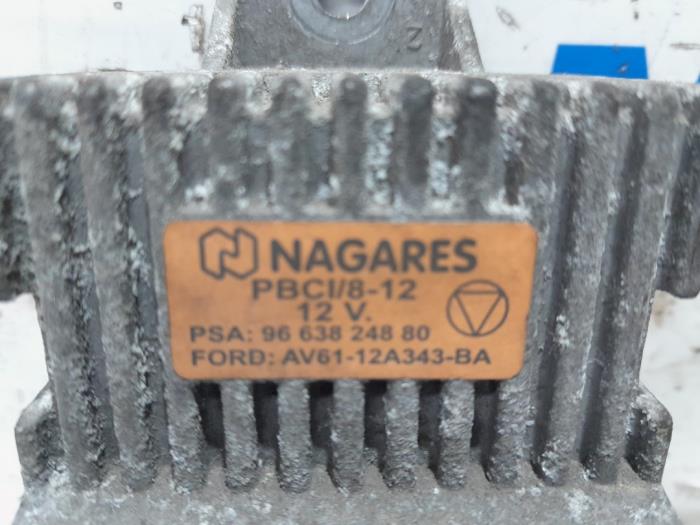 Z
NAGARES
PBCI/8-12
12 V.
PSA: 96 638 248 80
FORD: AV61-12A343-BA